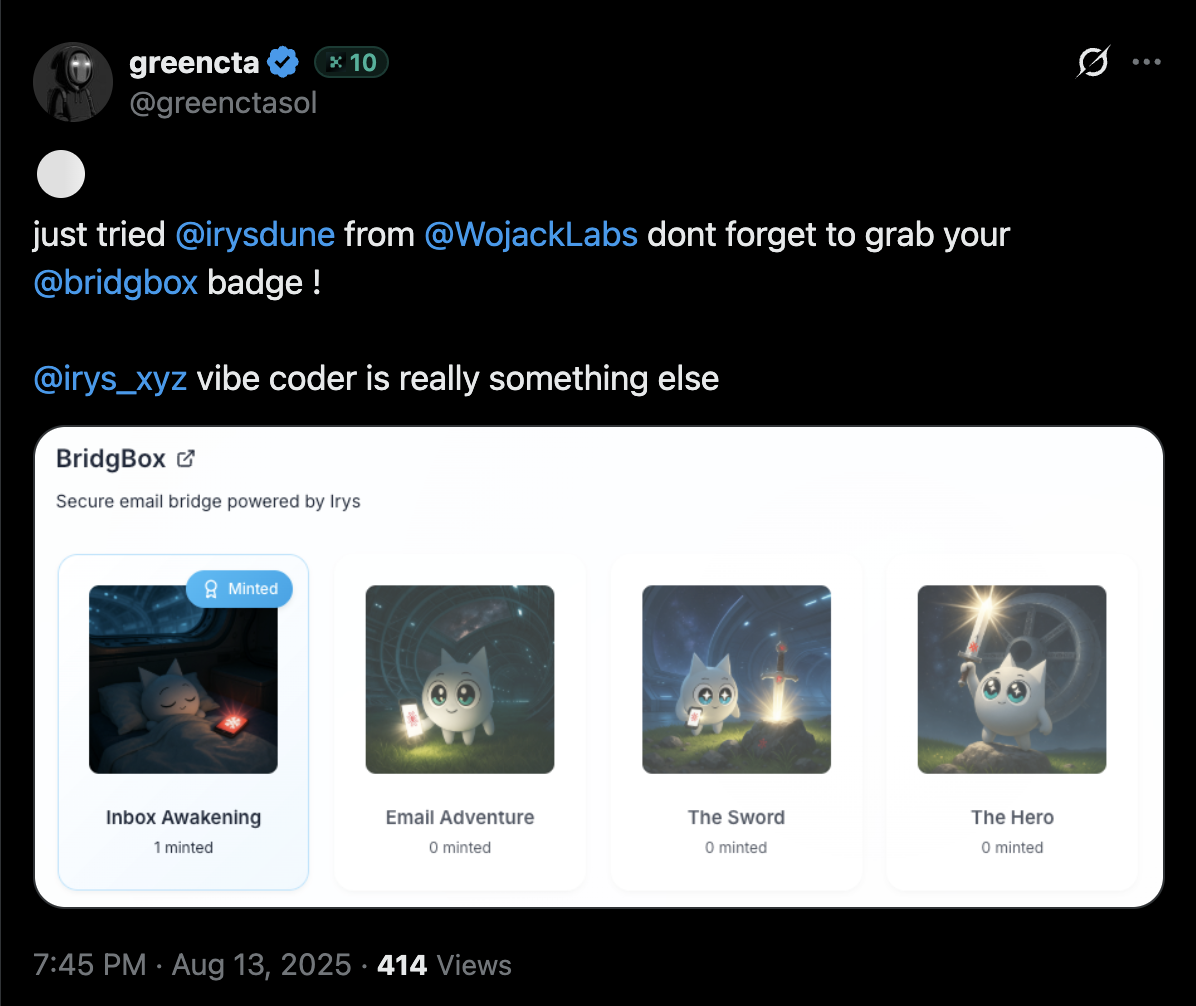 greencta 10
@greenctasol
just tried @irysdune from @WojackLabs dont forget to grab your
@bridgbox badge !
@irys_xyz vibe coder is really something else
BridgBox
Secure email bridge powered by Irys
Minted
Inbox Awakening
1 minted
Email Adventure
0 minted
The Sword
0 minted
The Hero
0 minted
7:45 PM · Aug 13, 2025 · 414 Views